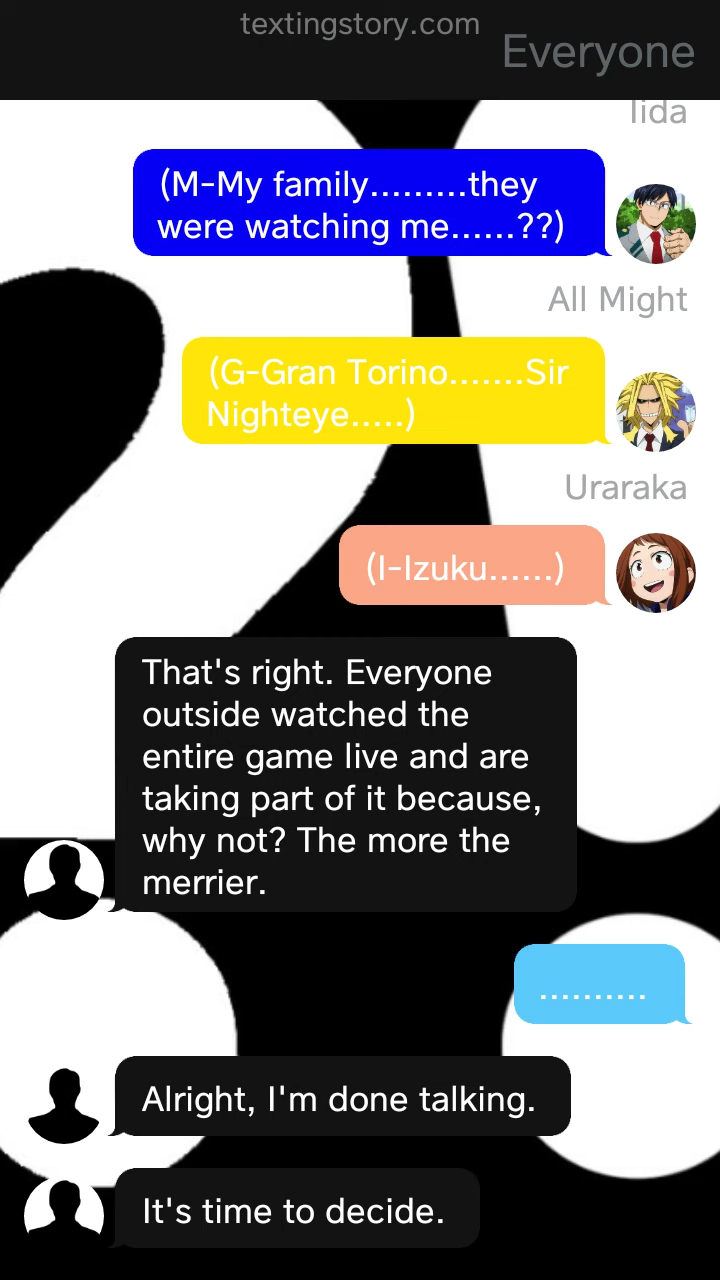 textingstory.com
Everyone
Iida
(M-My family.........they
were watching me......??)
All Might
(G-Gran Torino.......Sir
Nighteye.....)
Uraraka
(I-Izuku......)
That's right. Everyone
outside watched the
entire game live and are
taking part of it because,
why not? The more the
merrier.
..........
Alright, I'm done talking.
It's time to decide.